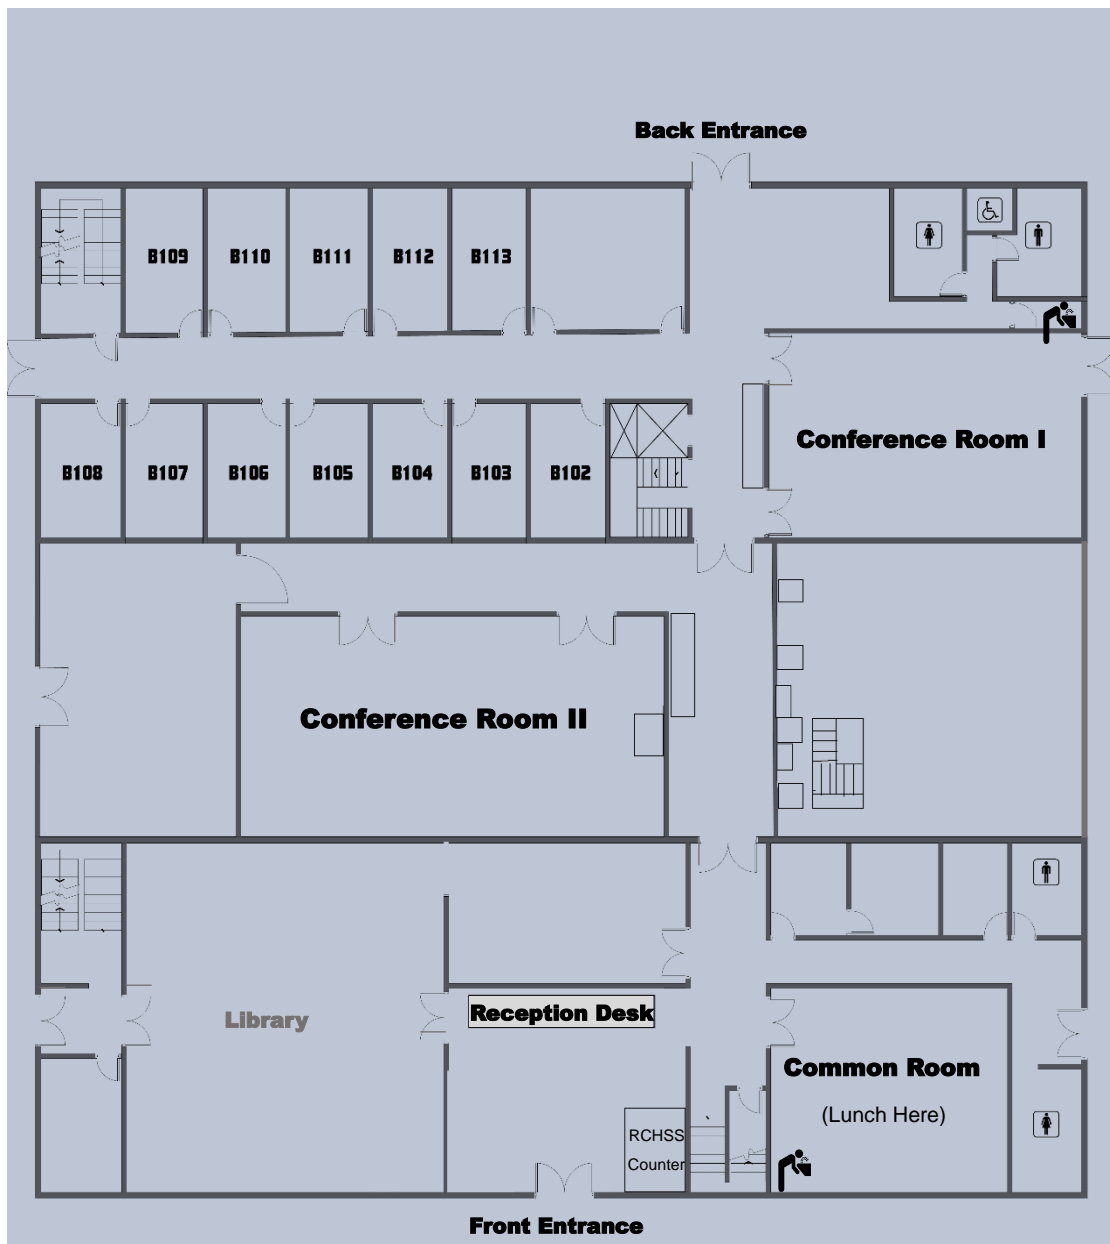 Back Entrance
B109
B110
B111
B112
B113
Conference Room I
B108
B107
B106
B105
B104
B103
B102
Conference Room II
Reception Desk
Library
Common Room
(Lunch Here)
RCHSS
Counter
Front Entrance